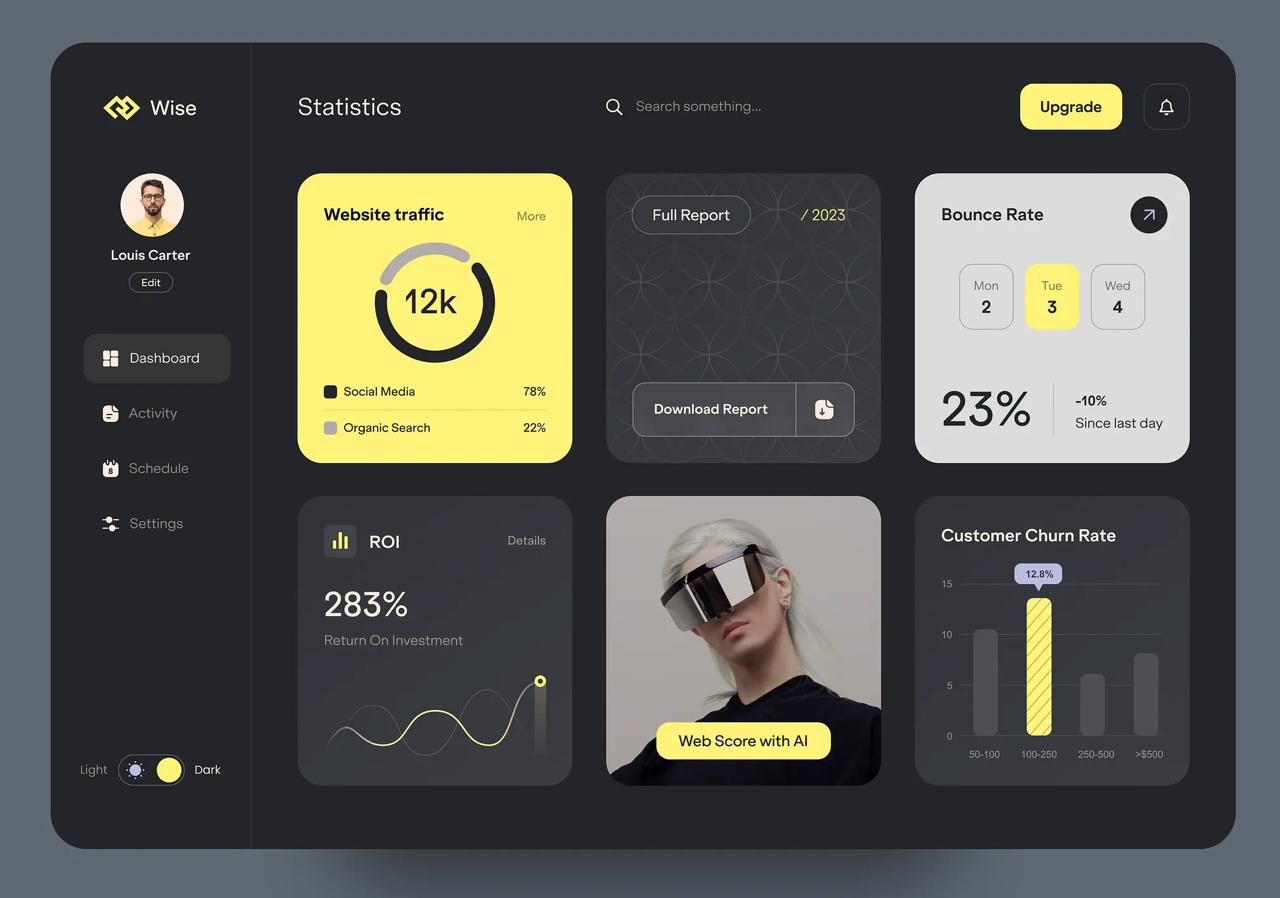 Wise
Statistics
Search something...
Upgrade
Louis Carter
Edit
Dashboard
Activity
Schedule
8
Settings
Light
Dark
Website traffic
More
12k
Social Media 78%
Organic Search 22%
Full Report
/ 2023
Download Report
Bounce Rate
Mon Tue Wed
2 3 4
23%
-10%
Since last day
ROI
Details
283%
Return On Investment
Web Score with AI
Customer Churn Rate
12.8%
15
10
5
0
50-100 100-250 250-500 >$500